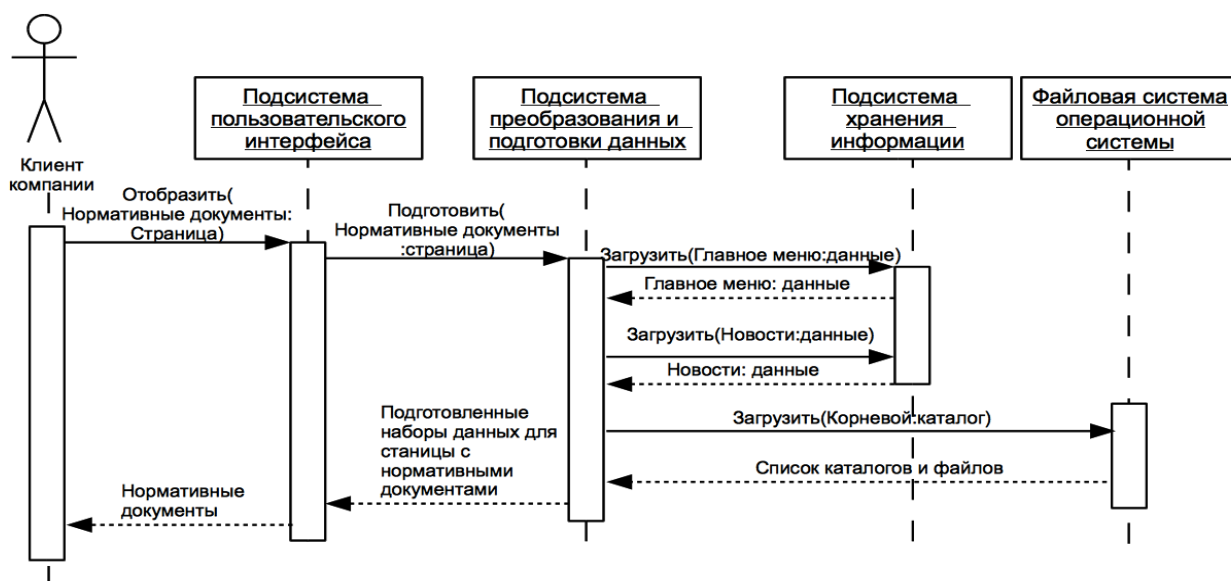 Клиент
компании
Подсистема
пользовательского
интерфейса
Подсистема
преобразования и
подготовки данных
Подсистема
хранения
информации
Файловая система
операционной
системы
Отобразить(
Нормативные документы:
Страница)
Подготовить(
Нормативные документы
:страница)
Загрузить(Главное меню:данные)
Главное меню: данные
Загрузить(Новости:данные)
Новости: данные
Загрузить(Корневой:каталог)
Список каталогов и файлов
Подготовленные
наборы данных для
станицы с
нормативными
документами
Нормативные
документы